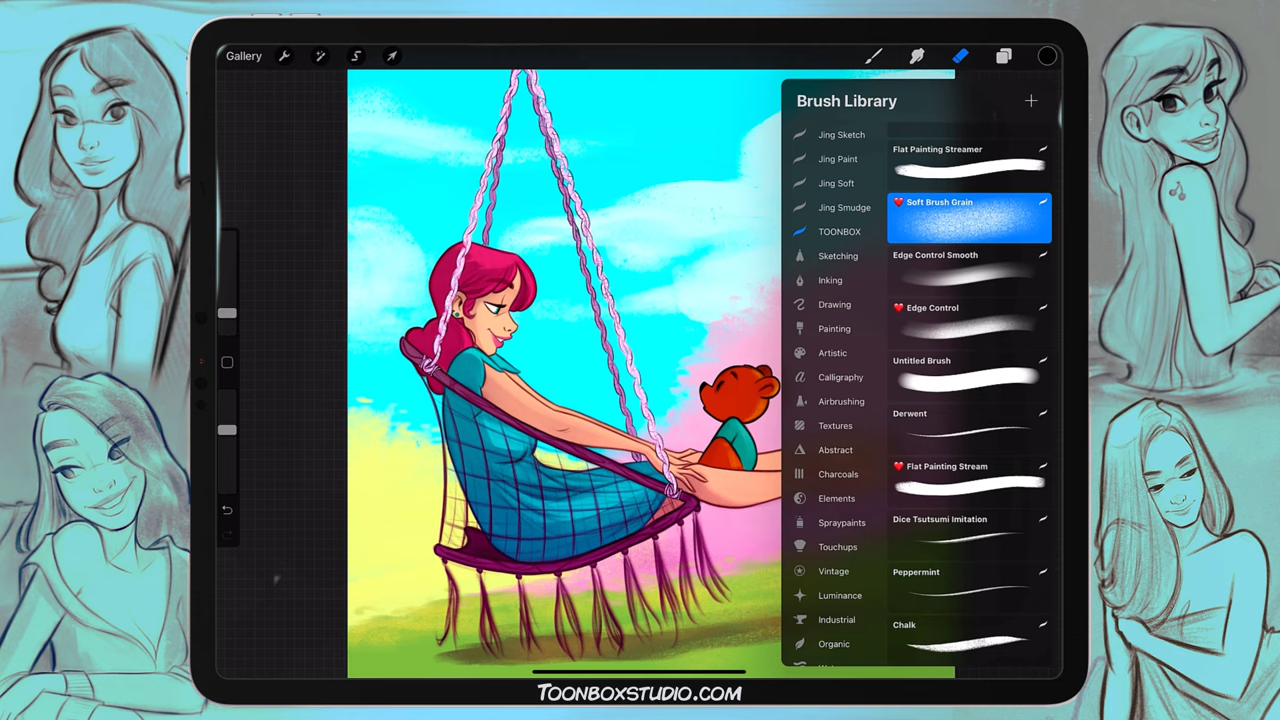 Gallery
Brush Library
Jing Sketch
Jing Paint
Jing Soft
Jing Smudge
TOONBOX
Sketching
Inking
Drawing
Painting
Artistic
Calligraphy
Airbrushing
Textures
Abstract
Charcoals
Elements
Spraypaints
Touchups
Vintage
Luminance
Industrial
Organic
Flat Painting Streamer
❤️ Soft Brush Grain
Edge Control Smooth
❤️ Edge Control
Untitled Brush
Derwent
❤️ Flat Painting Stream
Dice Tsutsumi Imitation
Peppermint
Chalk
TOONBOXSTUDIO.COM